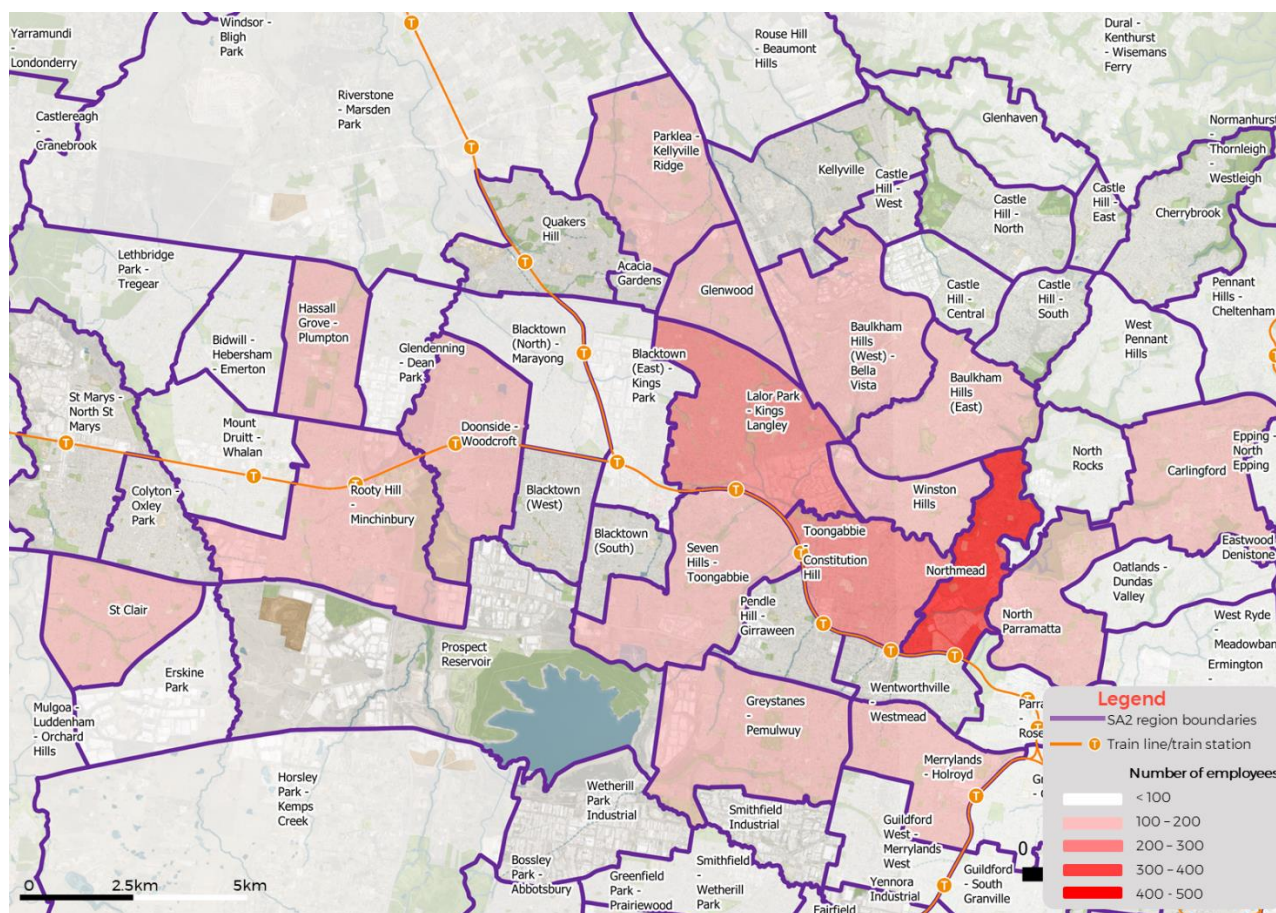 Yarramundi
-
Londonderry
Windsor -
Bligh
Park
Rouse Hill
- Beaumont
Hills
Dural -
Kenthurst
- Wisemans
Ferry
Riverstone
- Marsden
Park
Castlereagh
-
Cranebrook
Glenhaven
Normanhurst
-
Thornleigh
-
Westleigh
Parklea -
Kellyville
Ridge
Kellyville
Castle
Hill -
West
Castle
Hill -
North
Castle
Hill -
East
Cherrybrook
Quakers
Hill
Lethbridge
Park -
Tregear
Acacia
Gardens
Glenwood
Castle
Hill -
Central
Castle
Hill -
South
Pennant
Hills -
Cheltenham
Hassall
Grove -
Plumpton
Bidwill -
Hebersham
- Emerton
Glendenning
- Dean
Park
Blacktown
(North) -
Marayong
Blacktown
(East) -
Kings
Park
Baulkham
Hills
(West) -
Bella
Vista
West
Pennant
Hills
Baulkham
Hills
(East)
St Marys -
North St
Marys
Mount
Druitt -
Whalan
Doonside -
Woodcroft
Lalor Park
- Kings
Langley
North
Rocks
Carlingford
Epping -
North
Epping
Colyton -
Oxley
Park
Rooty Hill
-
Minchinbury
Blacktown
(West)
Winston
Hills
Blacktown
(South)
Seven
Hills -
Toongabbie
Toongabbie
-
Constitution
Hill
Northmead
Eastwood
Denistone
Oatlands -
Dundas
Valley
St Clair
Pendle
Hill -
Girraween
North
Parramatta
West Ryde
-
Meadowban
Ermington
-
Prospect
Reservoir
Erskine
Park
Mulgoa -
Luddenham
- Orchard
Hills
Greystanes
-
Pemulwuy
Wentworthville
-
Westmead
Parra
-
Rose
Merrylands
- Holroyd
Horsley
Park -
Kemps
Creek
Wetherill
Park
Industrial
Smithfield
Industrial
Guildford
West -
Merrylands
West
Bossley
Park -
Abbotsbury
Greenfield
Park -
Prairiewood
Smithfield
-
Wetherill
Park
Yennora
Industrial
Guildford
- South
Granville
Fairfield
Legend
SA2 region boundaries
T Train line/train station
Number of employees
< 100
100 – 200
200 – 300
300 – 400
400 - 500
0 2.5km 5km
0